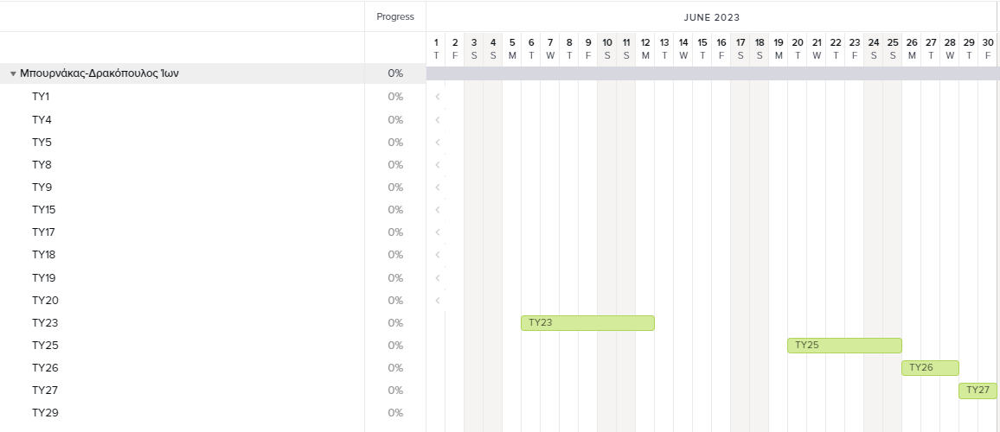 Progress
JUNE 2023
1 2 3 4 5 6 7 8 9 10 11 12 13 14 15 16 17 18 19 20 21 22 23 24 25 26 27 28 29 30
T F S S M T W T F S S M T W T F S S M T W T F S S M T W T F
Μπουρνάκας-Δρακόπουλος Ίων 0%
TY1 0%
TY4 0%
TY5 0%
TY8 0%
TY9 0%
TY15 0%
TY17 0%
TY18 0%
TY19 0%
TY20 0%
TY23 0% TY23
TY25 0% TY25
TY26 0% TY26
TY27 0% TY27
TY29 0%